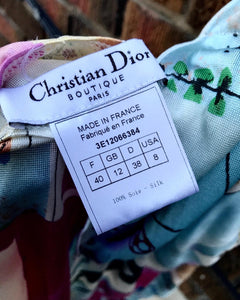 Christian Dior
BOUTIQUE
PARIS
MADE IN FRANCE
Fabriqué en France
3E12066384
F GB D USA
40 12 38 8
100% Soie - Silk